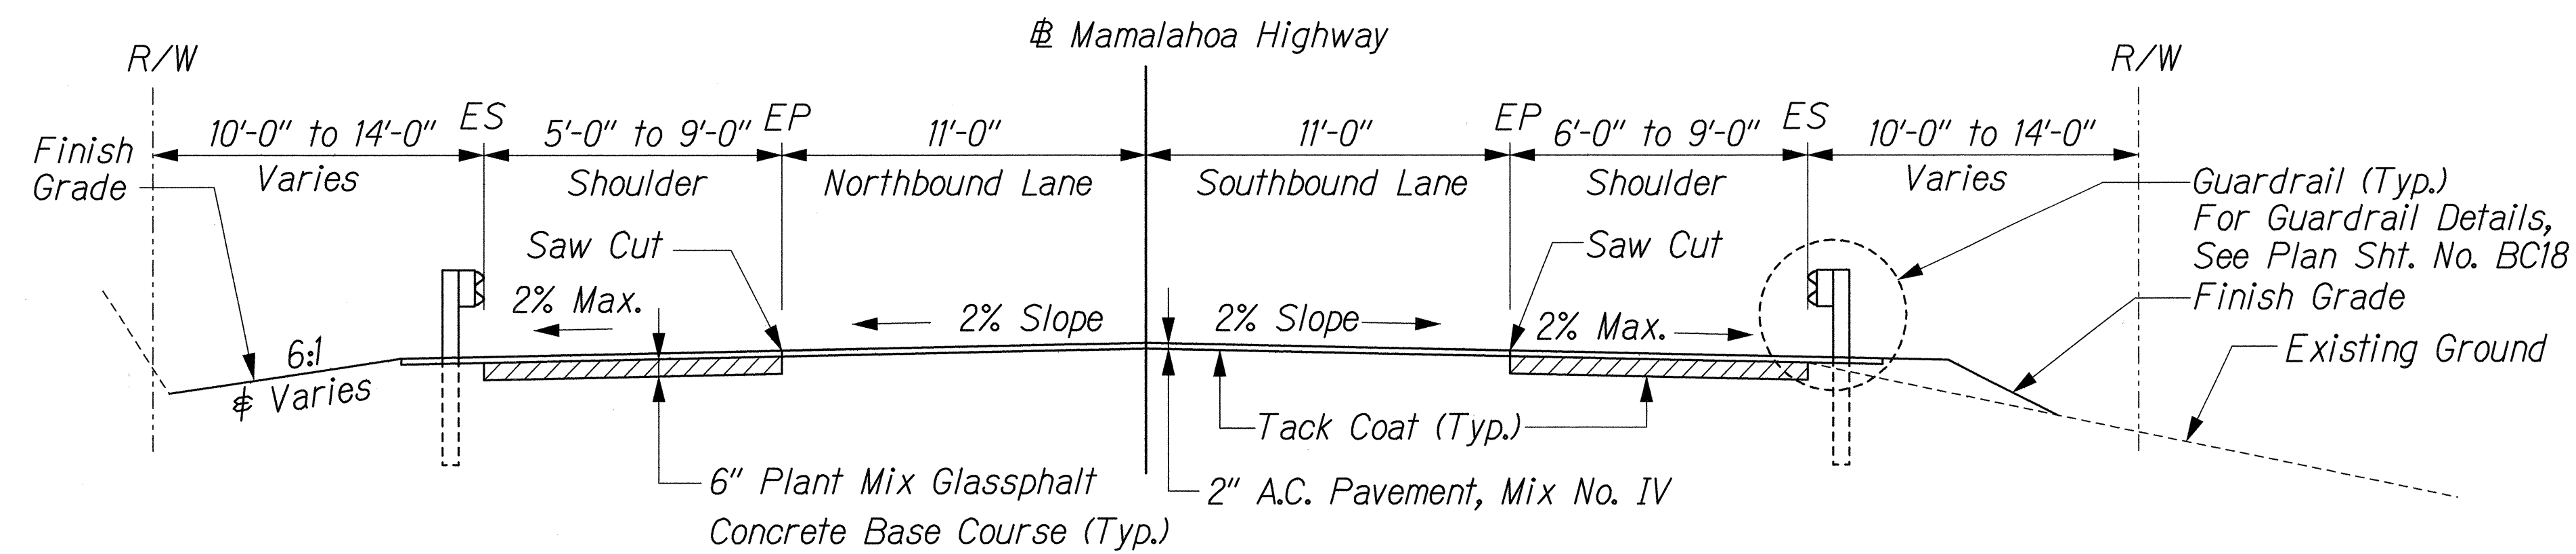 ℄ Mamalahoa Highway
R/W
R/W
10'-0" to 14'-0"
ES
5'-0" to 9'-0"
EP
11'-0"
11'-0"
EP
6'-0" to 9'-0"
ES
10'-0" to 14'-0"
Finish
Grade
Varies
Shoulder
Northbound Lane
Southbound Lane
Shoulder
Varies
Guardrail (Typ.)
For Guardrail Details,
See Plan Sht. No. BC18
Saw Cut
Saw Cut
2% Max.
2% Slope
2% Slope
2% Max.
Finish Grade
6:1
& Varies
Existing Ground
Tack Coat (Typ.)
6" Plant Mix Glassphalt
Concrete Base Course (Typ.)
2" A.C. Pavement, Mix No. IV